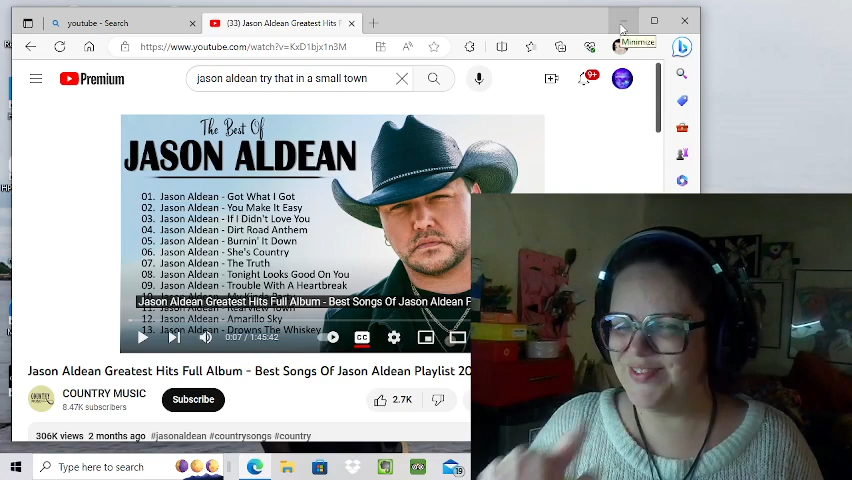 youtube - Search
(33) Jason Aldean Greatest Hits F
Minimize
https://www.youtube.com/watch?v=KxD1bjx1n3M
Premium
jason aldean try that in a small town
9+
The Best Of
JASON ALDEAN
01. Jason Aldean - Got What I Got
02. Jason Aldean - You Make It Easy
03. Jason Aldean - If I Didn't Love You
04. Jason Aldean - Dirt Road Anthem
05. Jason Aldean - Burnin' It Down
06. Jason Aldean - She's Country
07. Jason Aldean - The Truth
08. Jason Aldean - Tonight Looks Good On You
09. Jason Aldean - Trouble With A Heartbreak
Jason Aldean Greatest Hits Full Album - Best Songs Of Jason Aldean P
12. Jason Aldean - Amarillo Sky
13. Jason Aldean - Drowns The Whiskey
0:07 / 1:45:42
CC
Jason Aldean Greatest Hits Full Album - Best Songs Of Jason Aldean Playlist 20
COUNTRY MUSIC
8.47K subscribers
Subscribe
2.7K
306K views 2 months ago #jasonaldean #countrysongs #country
Type here to search
19